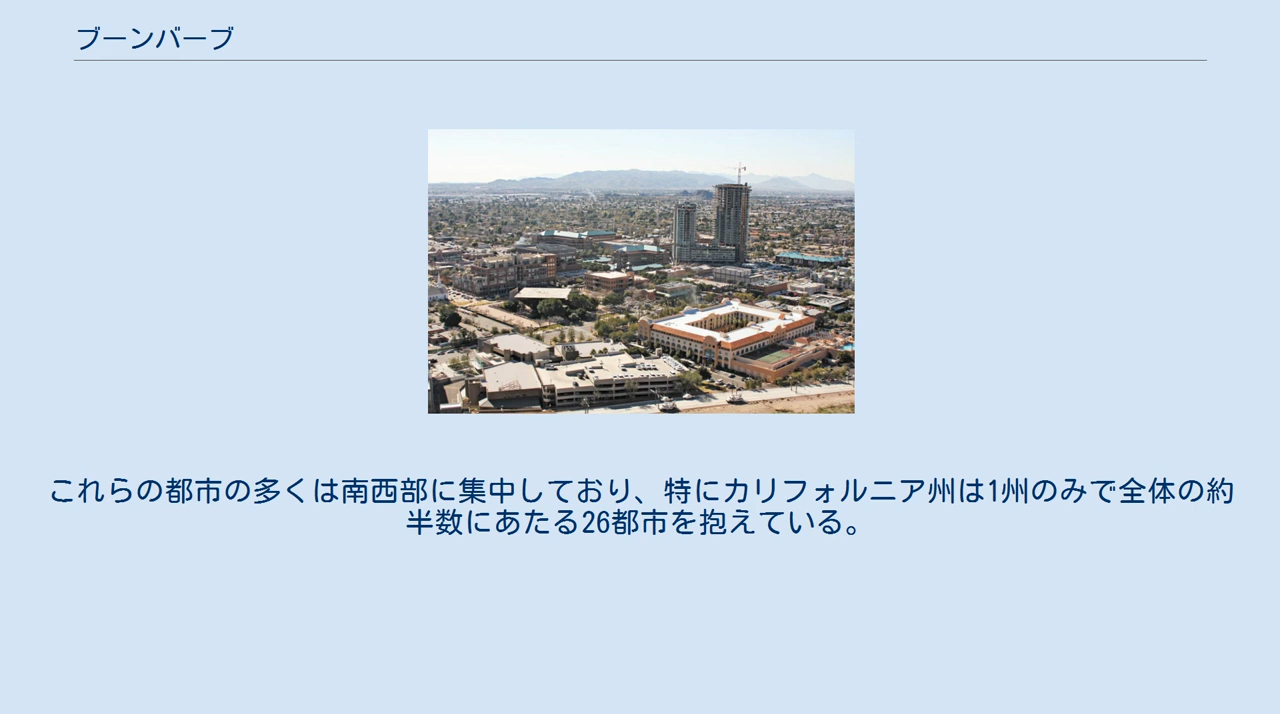 ブーンバーブ
これらの都市の多くは南西部に集中しており、特にカリフォルニア州は1州のみで全体の約
半数にあたる26都市を抱えている。